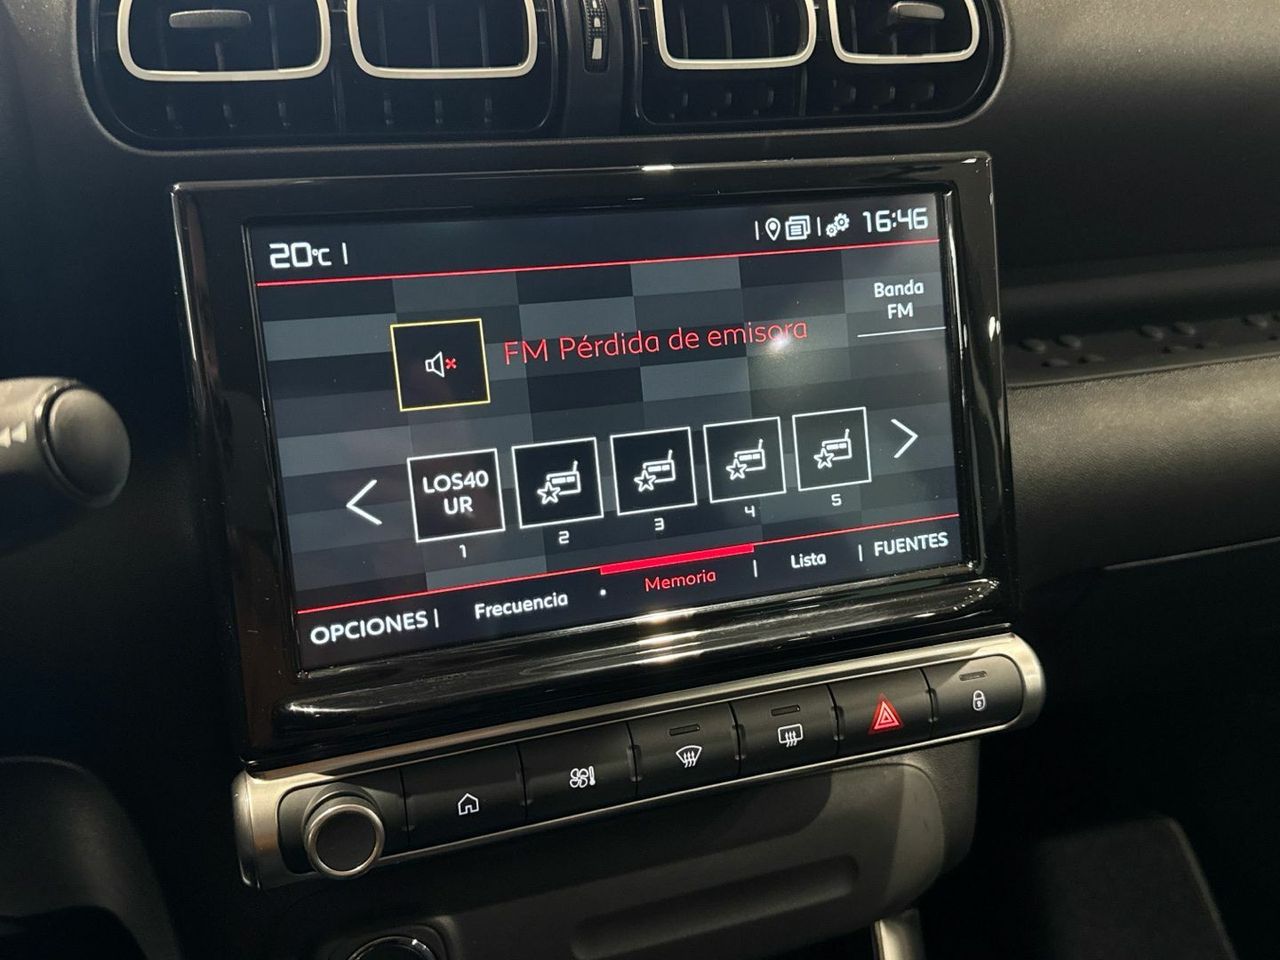 20°C
16:46
Banda
FM
FM Pérdida de emisora
LOS40
UR
1
2
3
4
5
OPCIONES
Frecuencia
Memoria
Lista
FUENTES